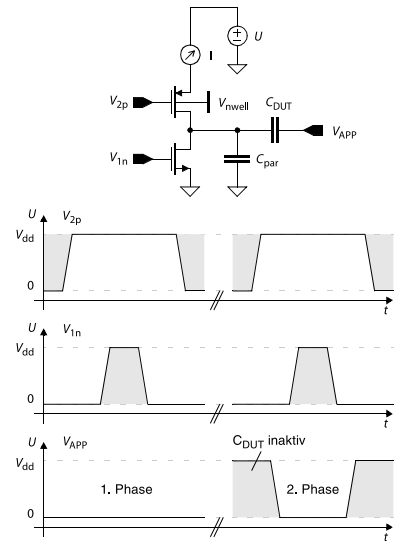 U
I
V2p
Vnwell
CDUT
VAPP
V1n
Cpar
U V2p
Vdd
0
t
U V1n
Vdd
0
t
U VAPP
CDUT inaktiv
Vdd
1. Phase 2. Phase
0
t